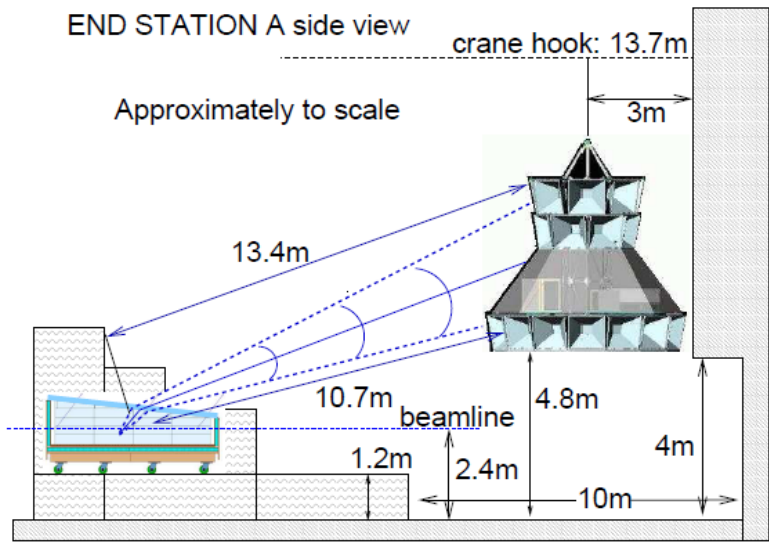 END STATION A side view
crane hook: 13.7m
Approximately to scale
3m
13.4m
10.7m
beamline
4.8m
1.2m
2.4m
4m
10m